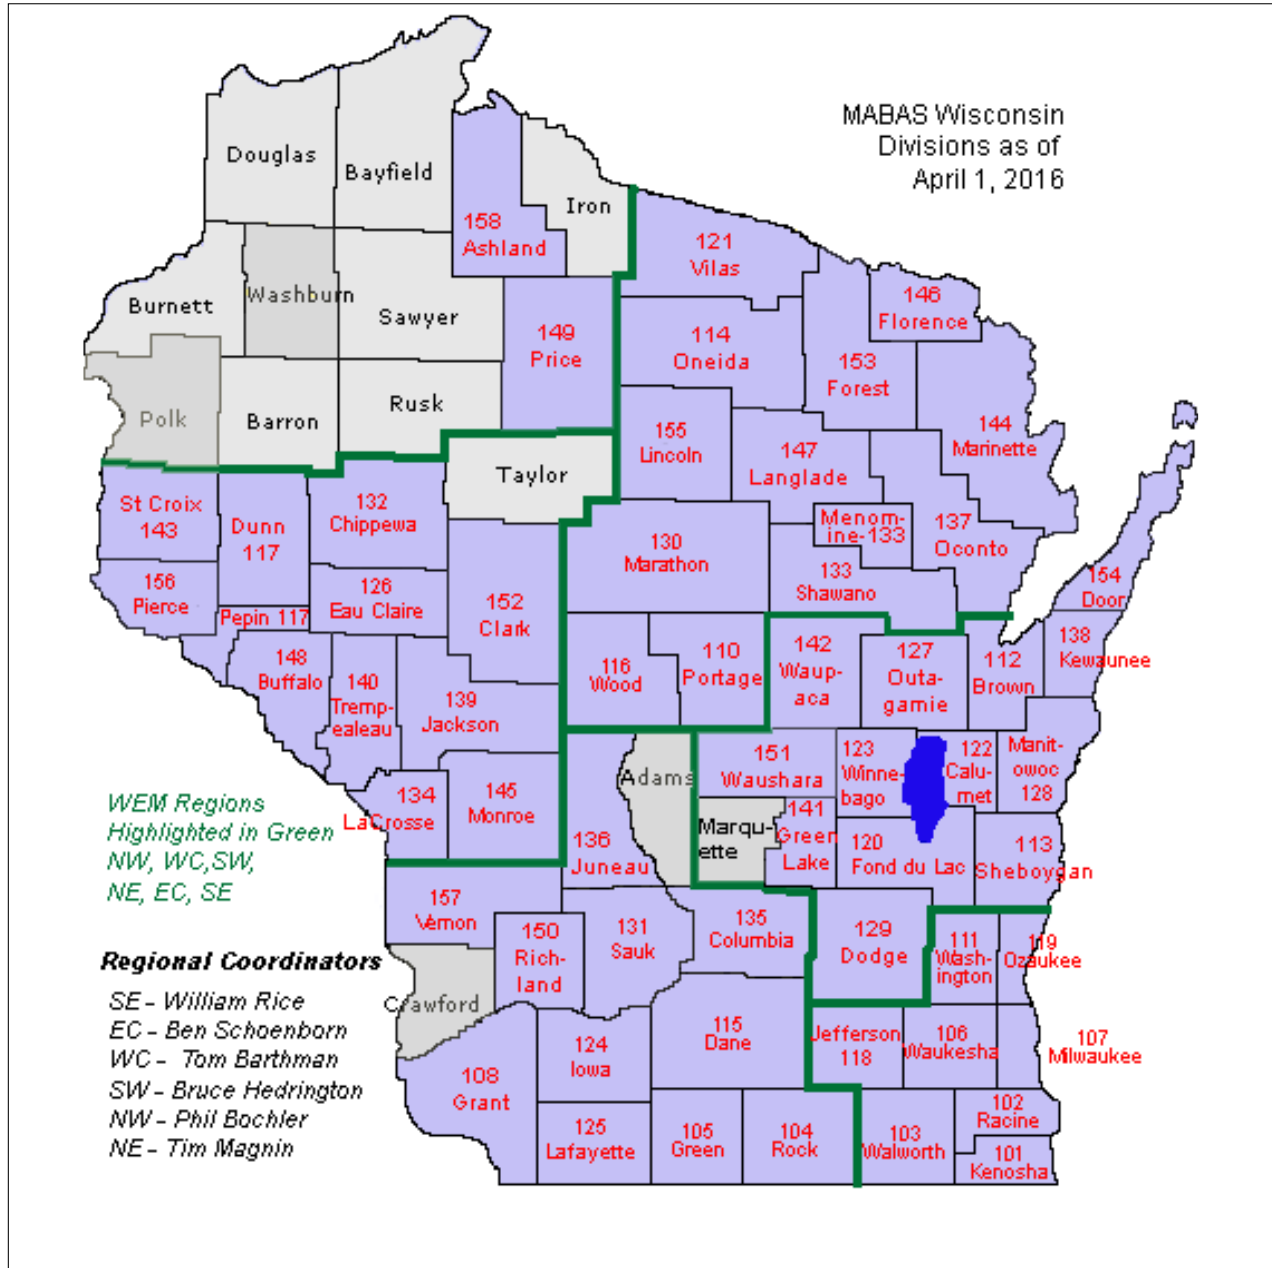 MABAS Wisconsin
Divisions as of
April 1, 2016
Douglas
Bayfield
Iron
158
Ashland
121
Vilas
Burnett
Washburn
Sawyer
149
Price
114
Oneida
146
Florence
153
Forest
Polk
Barron
Rusk
155
Lincoln
147
Langlade
144
Marinette
Taylor
St Croix
143
Dunn
117
132
Chippewa
130
Marathon
Menom-
ine-133
137
Oconto
133
Shawano
154
Door
156
Pierce
Pepin 117
126
Eau Claire
152
Clark
116
Wood
110
Portage
142
Waup-
aca
127
Outa-
gamie
112
Brown
138
Kewaunee
148
Buffalo
140
Tremp-
ealeau
139
Jackson
Adams
151
Waushara
123
Winne-
bago
122
Calu-
met
Manit-
owoc
128
134
LaCrosse
145
Monroe
136
Juneau
Marqu-
ette
141
Green
Lake
120
Fond du Lac
113
Sheboygan
WEM Regions
Highlighted in Green
NW, WC,SW,
NE, EC, SE
157
Vernon
150
Rich-
land
131
Sauk
135
Columbia
129
Dodge
111
Wash-
ington
119
Ozaukee
Crawford
Regional Coordinators
SE - William Rice
EC - Ben Schoenborn
WC - Tom Barthman
SW - Bruce Hedrington
NW - Phil Bochler
NE - Tim Magnin
108
Grant
124
Iowa
115
Dane
Jefferson
118
106
Waukesha
107
Milwaukee
125
Lafayette
105
Green
104
Rock
103
Walworth
102
Racine
101
Kenosha